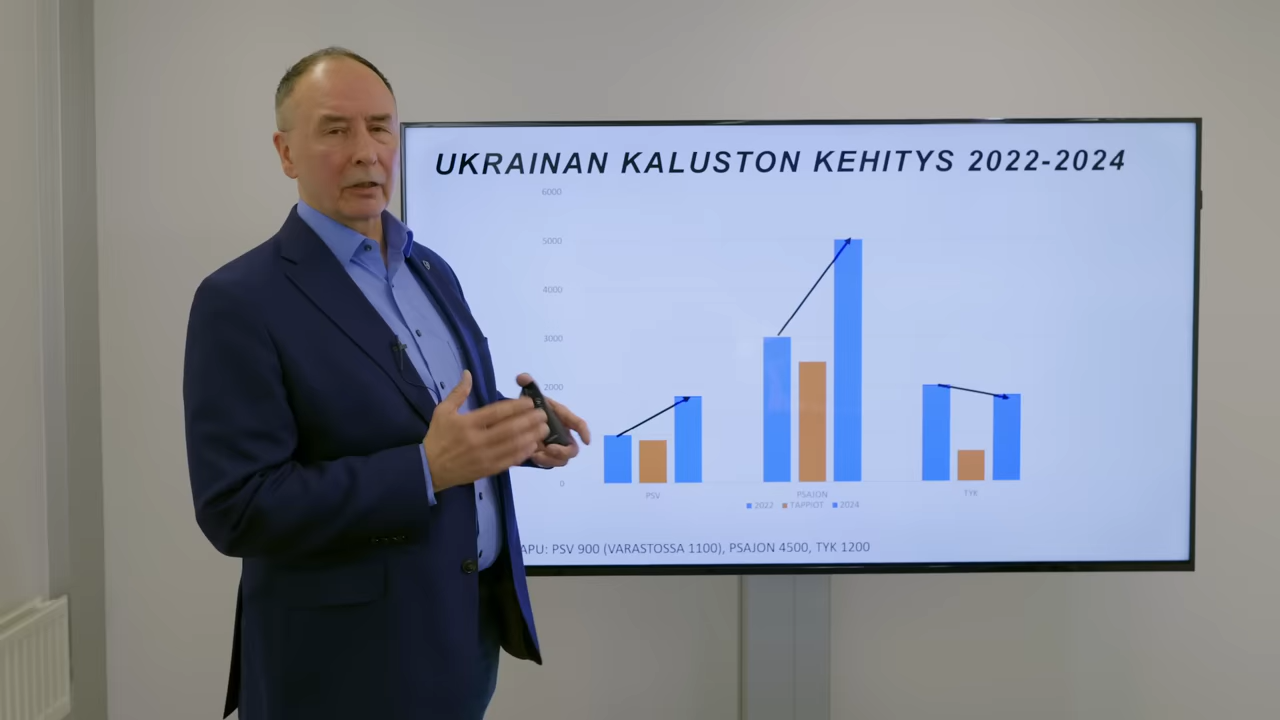 UKRAINAN KALUSTON KEHITYS 2022-2024
6000
5000
4000
3000
2000
0
PSV PSAJON TYK
2022 TAPPIOT 2024
PSV 900 (VARASTOSSA 1100), PSAJON 4500, TYK 1200